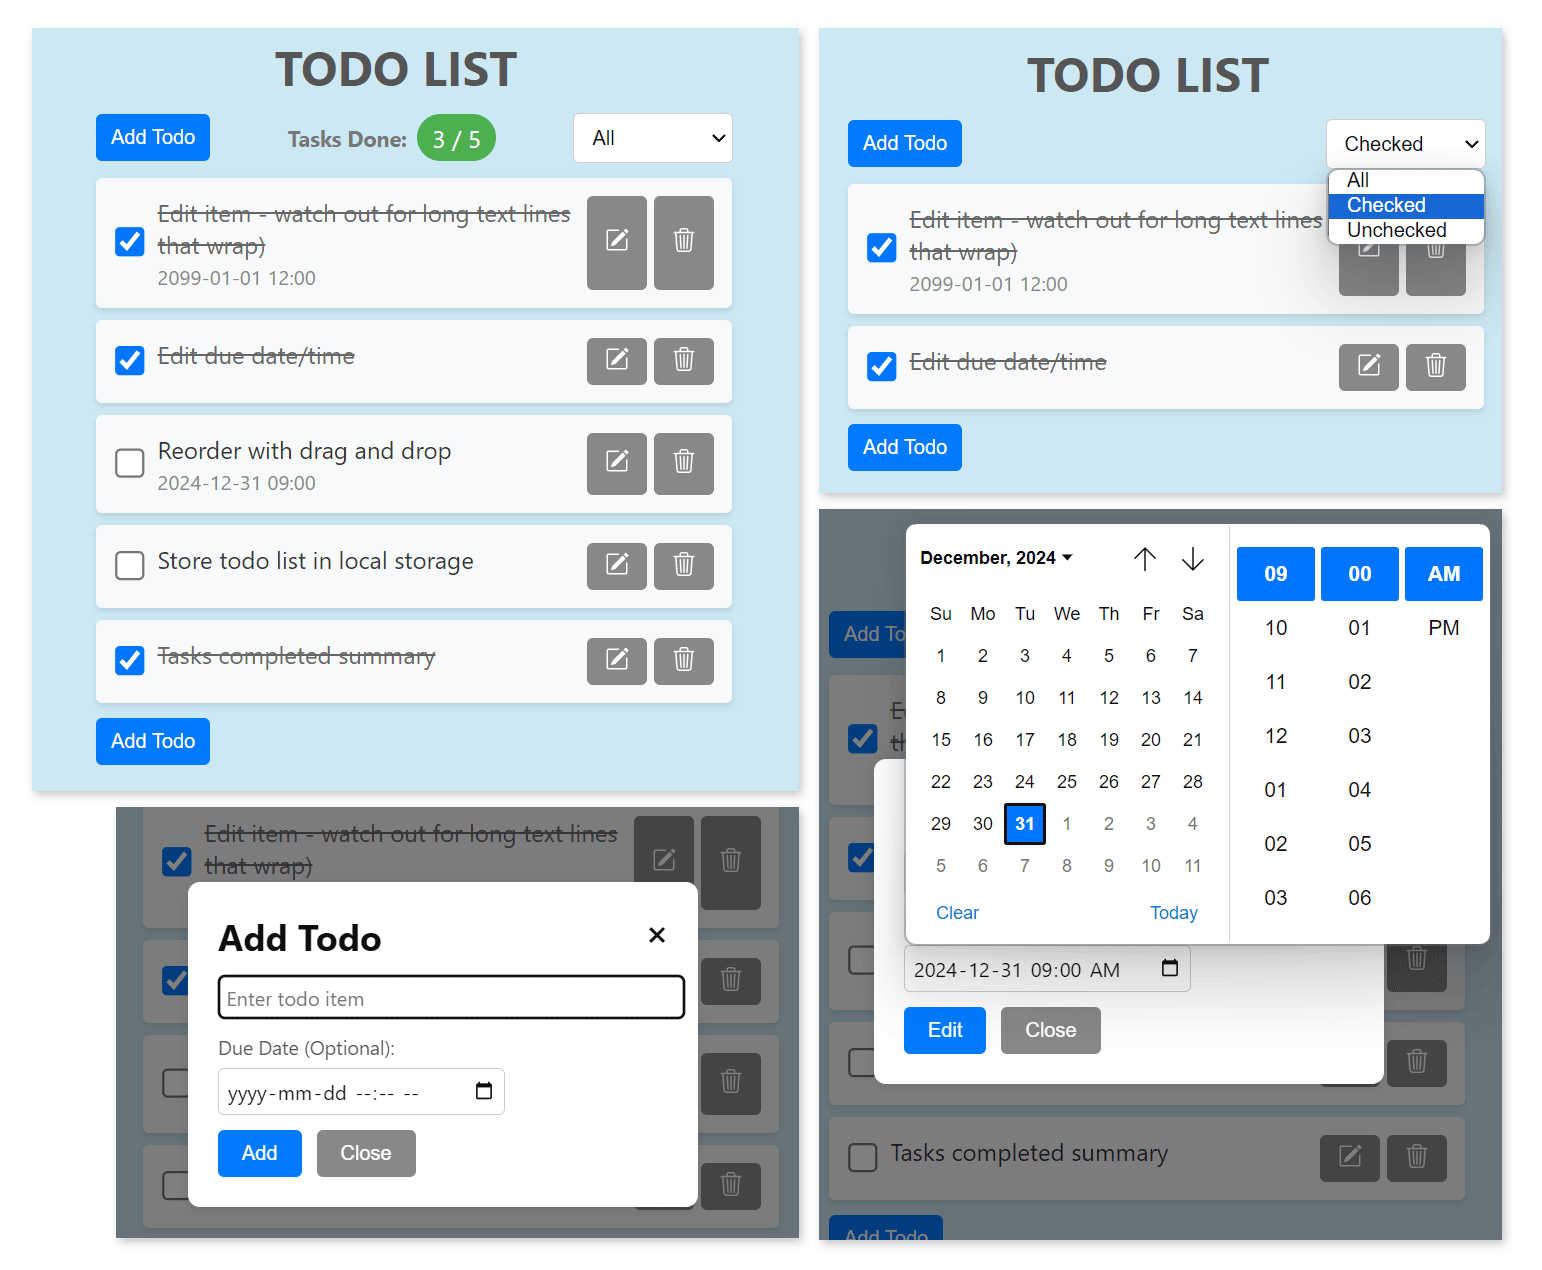 TODO LIST
Add Todo
Tasks Done: 3 / 5
All
Edit item - watch out for long text lines
that wrap)
2099-01-01 12:00
Edit due date/time
Reorder with drag and drop
2024-12-31 09:00
Store todo list in local storage
Tasks completed summary
Add Todo
TODO LIST
Add Todo
Checked
All
Checked
Unchecked
Edit item - watch out for long text lines
that wrap)
2099-01-01 12:00
Edit due date/time
Add Todo
Edit item - watch out for long text lines
that wrap)
Add Todo
Enter todo item
Due Date (Optional):
yyyy-mm-dd --:-- --
Add Close
Add To
December, 2024
Su Mo Tu We Th Fr Sa
1 2 3 4 5 6 7
8 9 10 11 12 13 14
15 16 17 18 19 20 21
22 23 24 25 26 27 28
29 30 31 1 2 3 4
5 6 7 8 9 10 11
Clear Today
09 00 AM
10 01 PM
11 02
12 03
01 04
02 05
03 06
2024-12-31 09:00 AM
Edit Close
Tasks completed summary
Add Todo